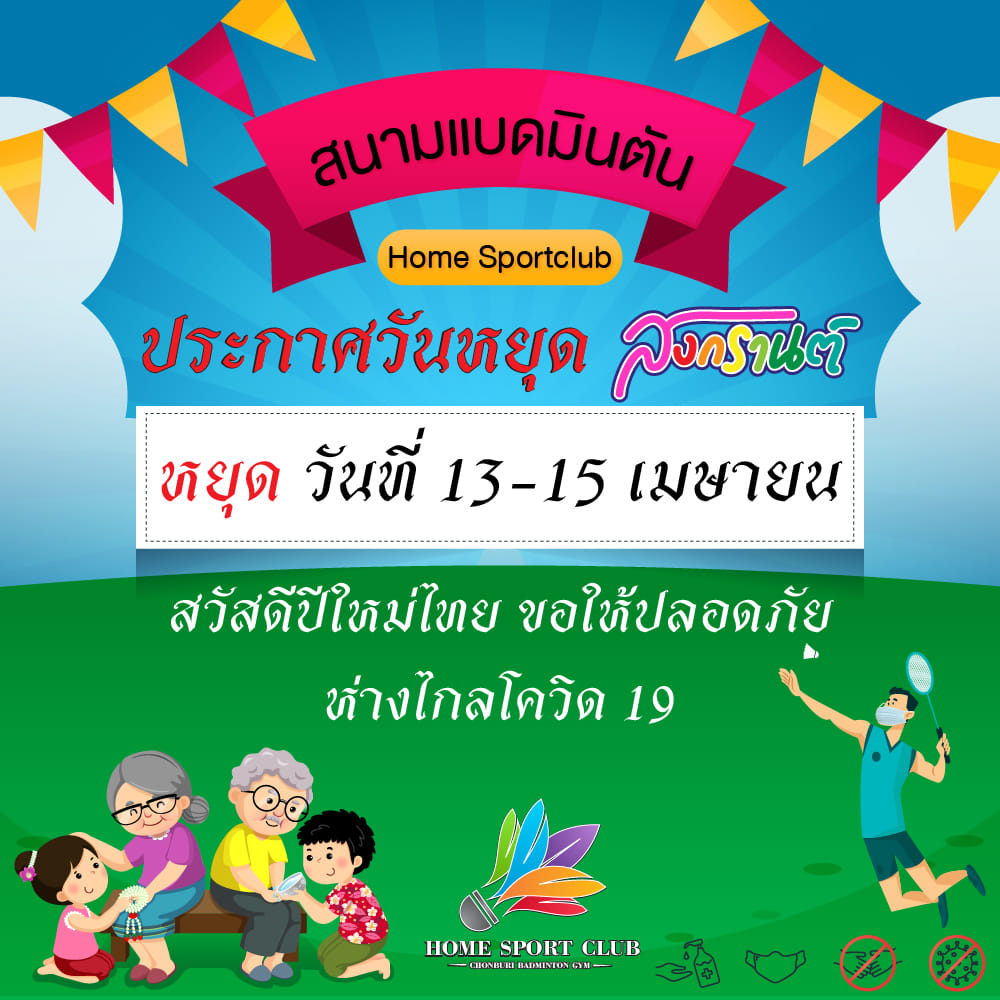 สนามแบดมินตัน
Home Sportclub
ประกาศวันหยุด สงกรานต์
หยุด วันที่ 13-15 เมษายน
สวัสดีปีใหม่ไทย ขอให้ปลอดภัย
ห่างไกลโควิด 19
HOME SPORT CLUB
CHONBURI BADMINTON GYM